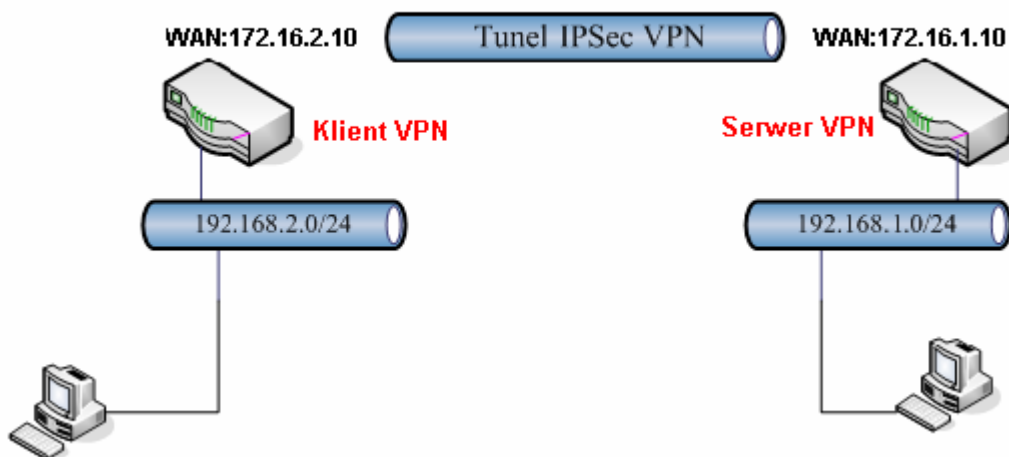 WAN:172.16.2.10
Tunel IPSec VPN
WAN:172.16.1.10
Klient VPN
Serwer VPN
192.168.2.0/24
192.168.1.0/24